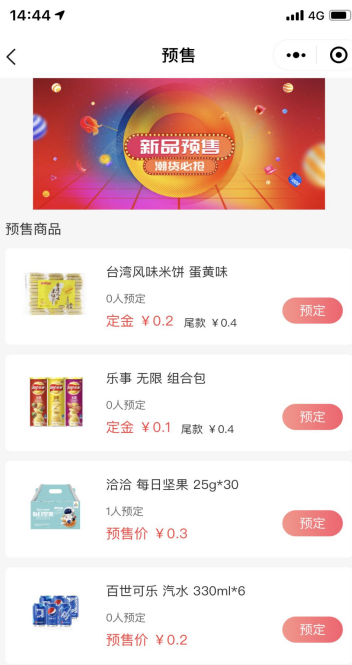 14:44
4G
预售
新品预售
潮货必抢
预售商品
台湾风味米饼 蛋黄味
0人预定
定金 ￥0.2 尾款 ￥0.4
预定
乐事 无限 组合包
0人预定
定金 ￥0.1 尾款 ￥0.4
预定
洽洽 每日坚果 25g*30
1人预定
预售价 ￥0.3
预定
百世可乐 汽水 330ml*6
0人预定
预售价 ￥0.2
预定